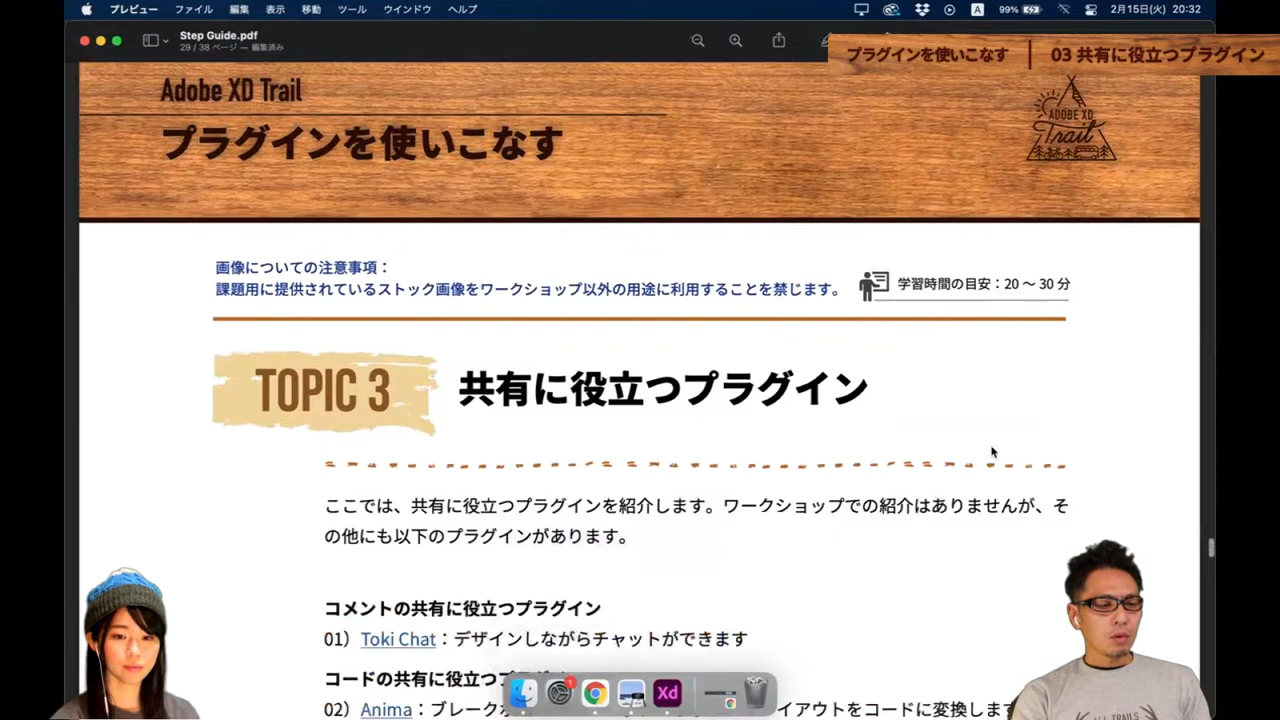 プレビュー ファイル 編集 表示 移動 ツール ウインドウ ヘルプ A 99% 2月15日(火) 20:32
Step Guide.pdf
29 / 38 ページ — 編集済み
プラグインを使いこなす | 03 共有に役立つプラグイン
Adobe XD Trail
プラグインを使いこなす
ADOBE XD
Trail
画像についての注意事項：
課題用に提供されているストック画像をワークショップ以外の用途に利用することを禁じます。
学習時間の目安：20 〜 30 分
TOPIC 3 共有に役立つプラグイン
ここでは、共有に役立つプラグインを紹介します。ワークショップでの紹介はありませんが、そ
の他にも以下のプラグインがあります。
コメントの共有に役立つプラグイン
01）Toki Chat：デザインしながらチャットができます
コードの共有に役立つ
02）Anima：ブレーク
イアウトをコードに変換しま
1
Xd
ALL TRAILS